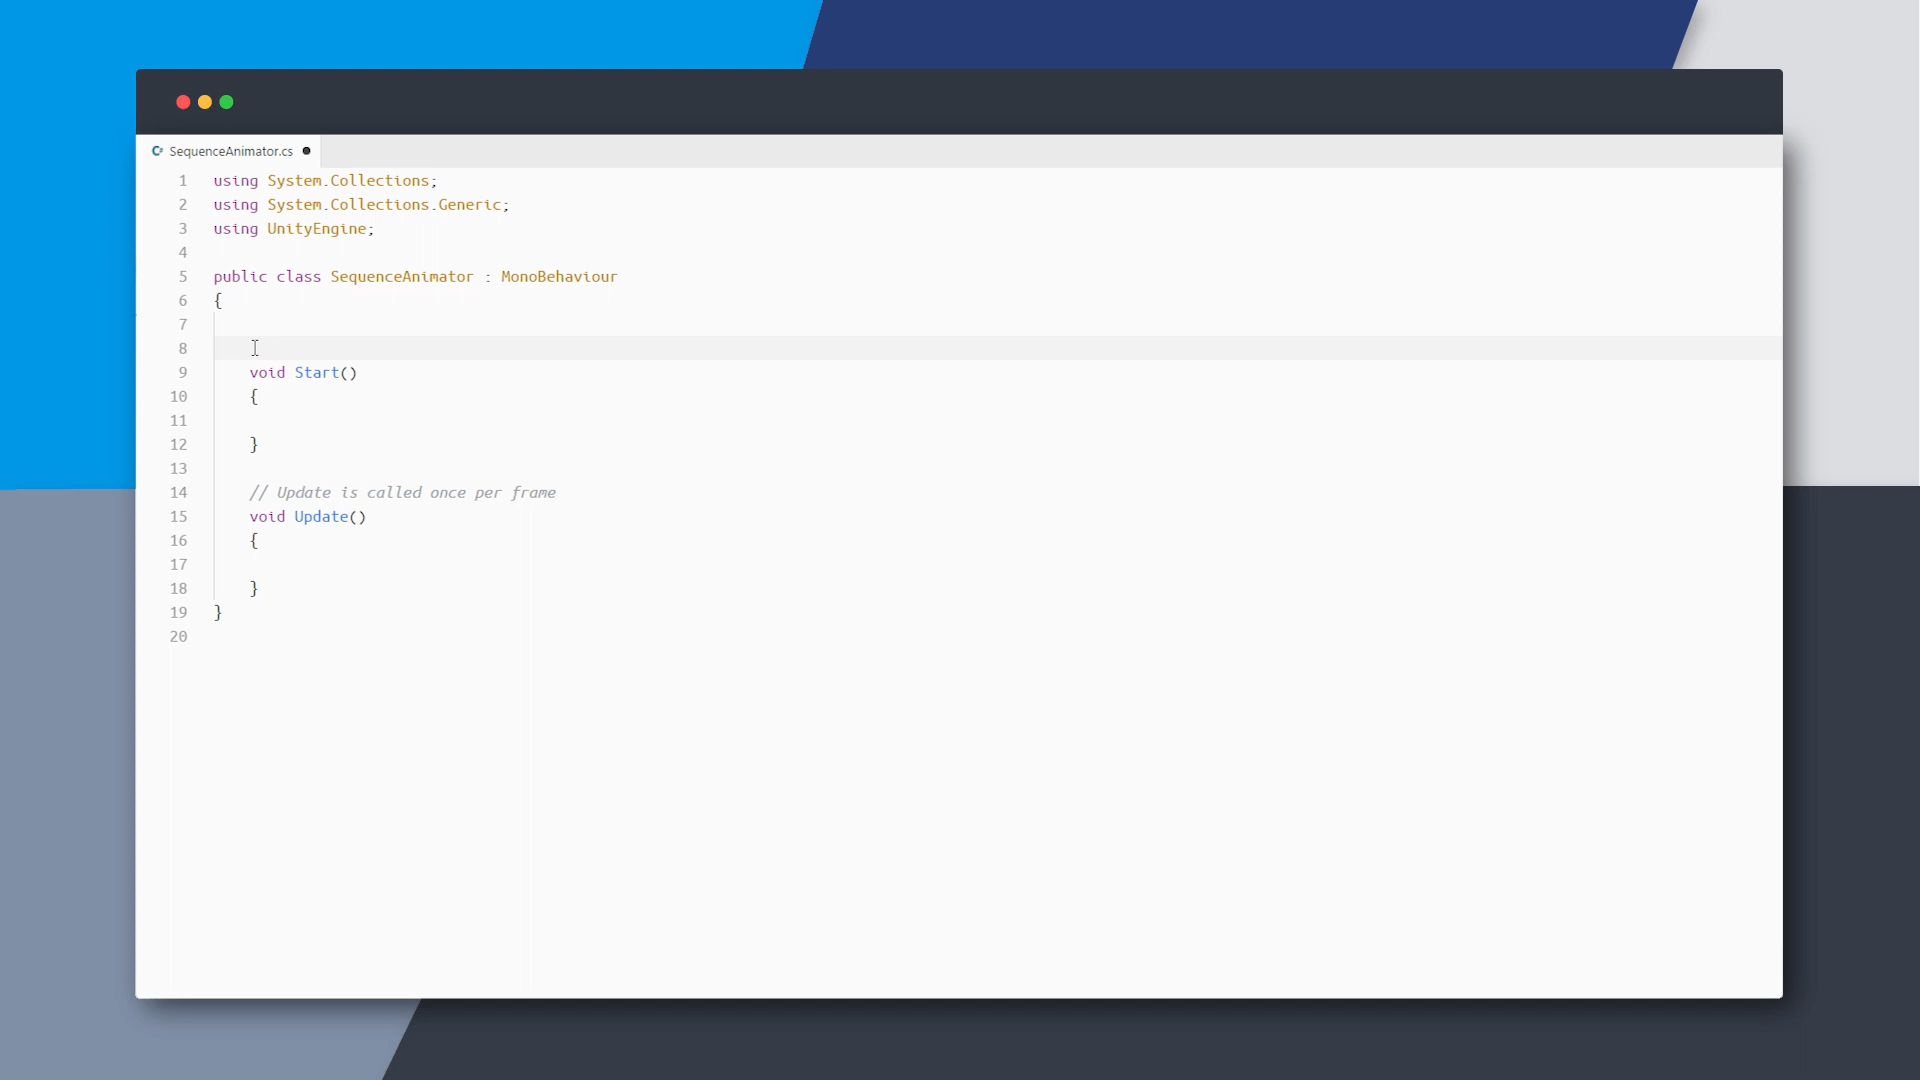 SequenceAnimator.cs
1 using System.Collections;
2 using System.Collections.Generic;
3 using UnityEngine;
4
5 public class SequenceAnimator : MonoBehaviour
6 {
7
8
9 void Start()
10 {
11
12 }
13
14 // Update is called once per frame
15 void Update()
16 {
17
18 }
19 }
20